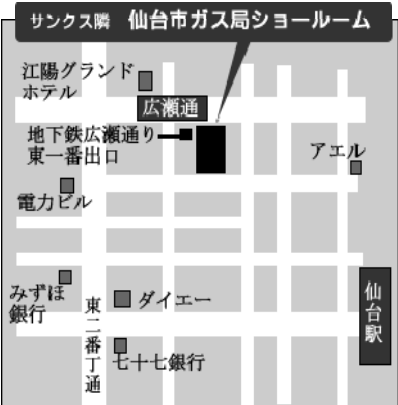 サンクス隣 仙台市ガス局ショールーム
江陽グランド
ホテル
広瀬通
地下鉄広瀬通り
東一番出口
アエル
電力ビル
みずほ
銀行
東二番丁通
ダイエー
仙台駅
七十七銀行